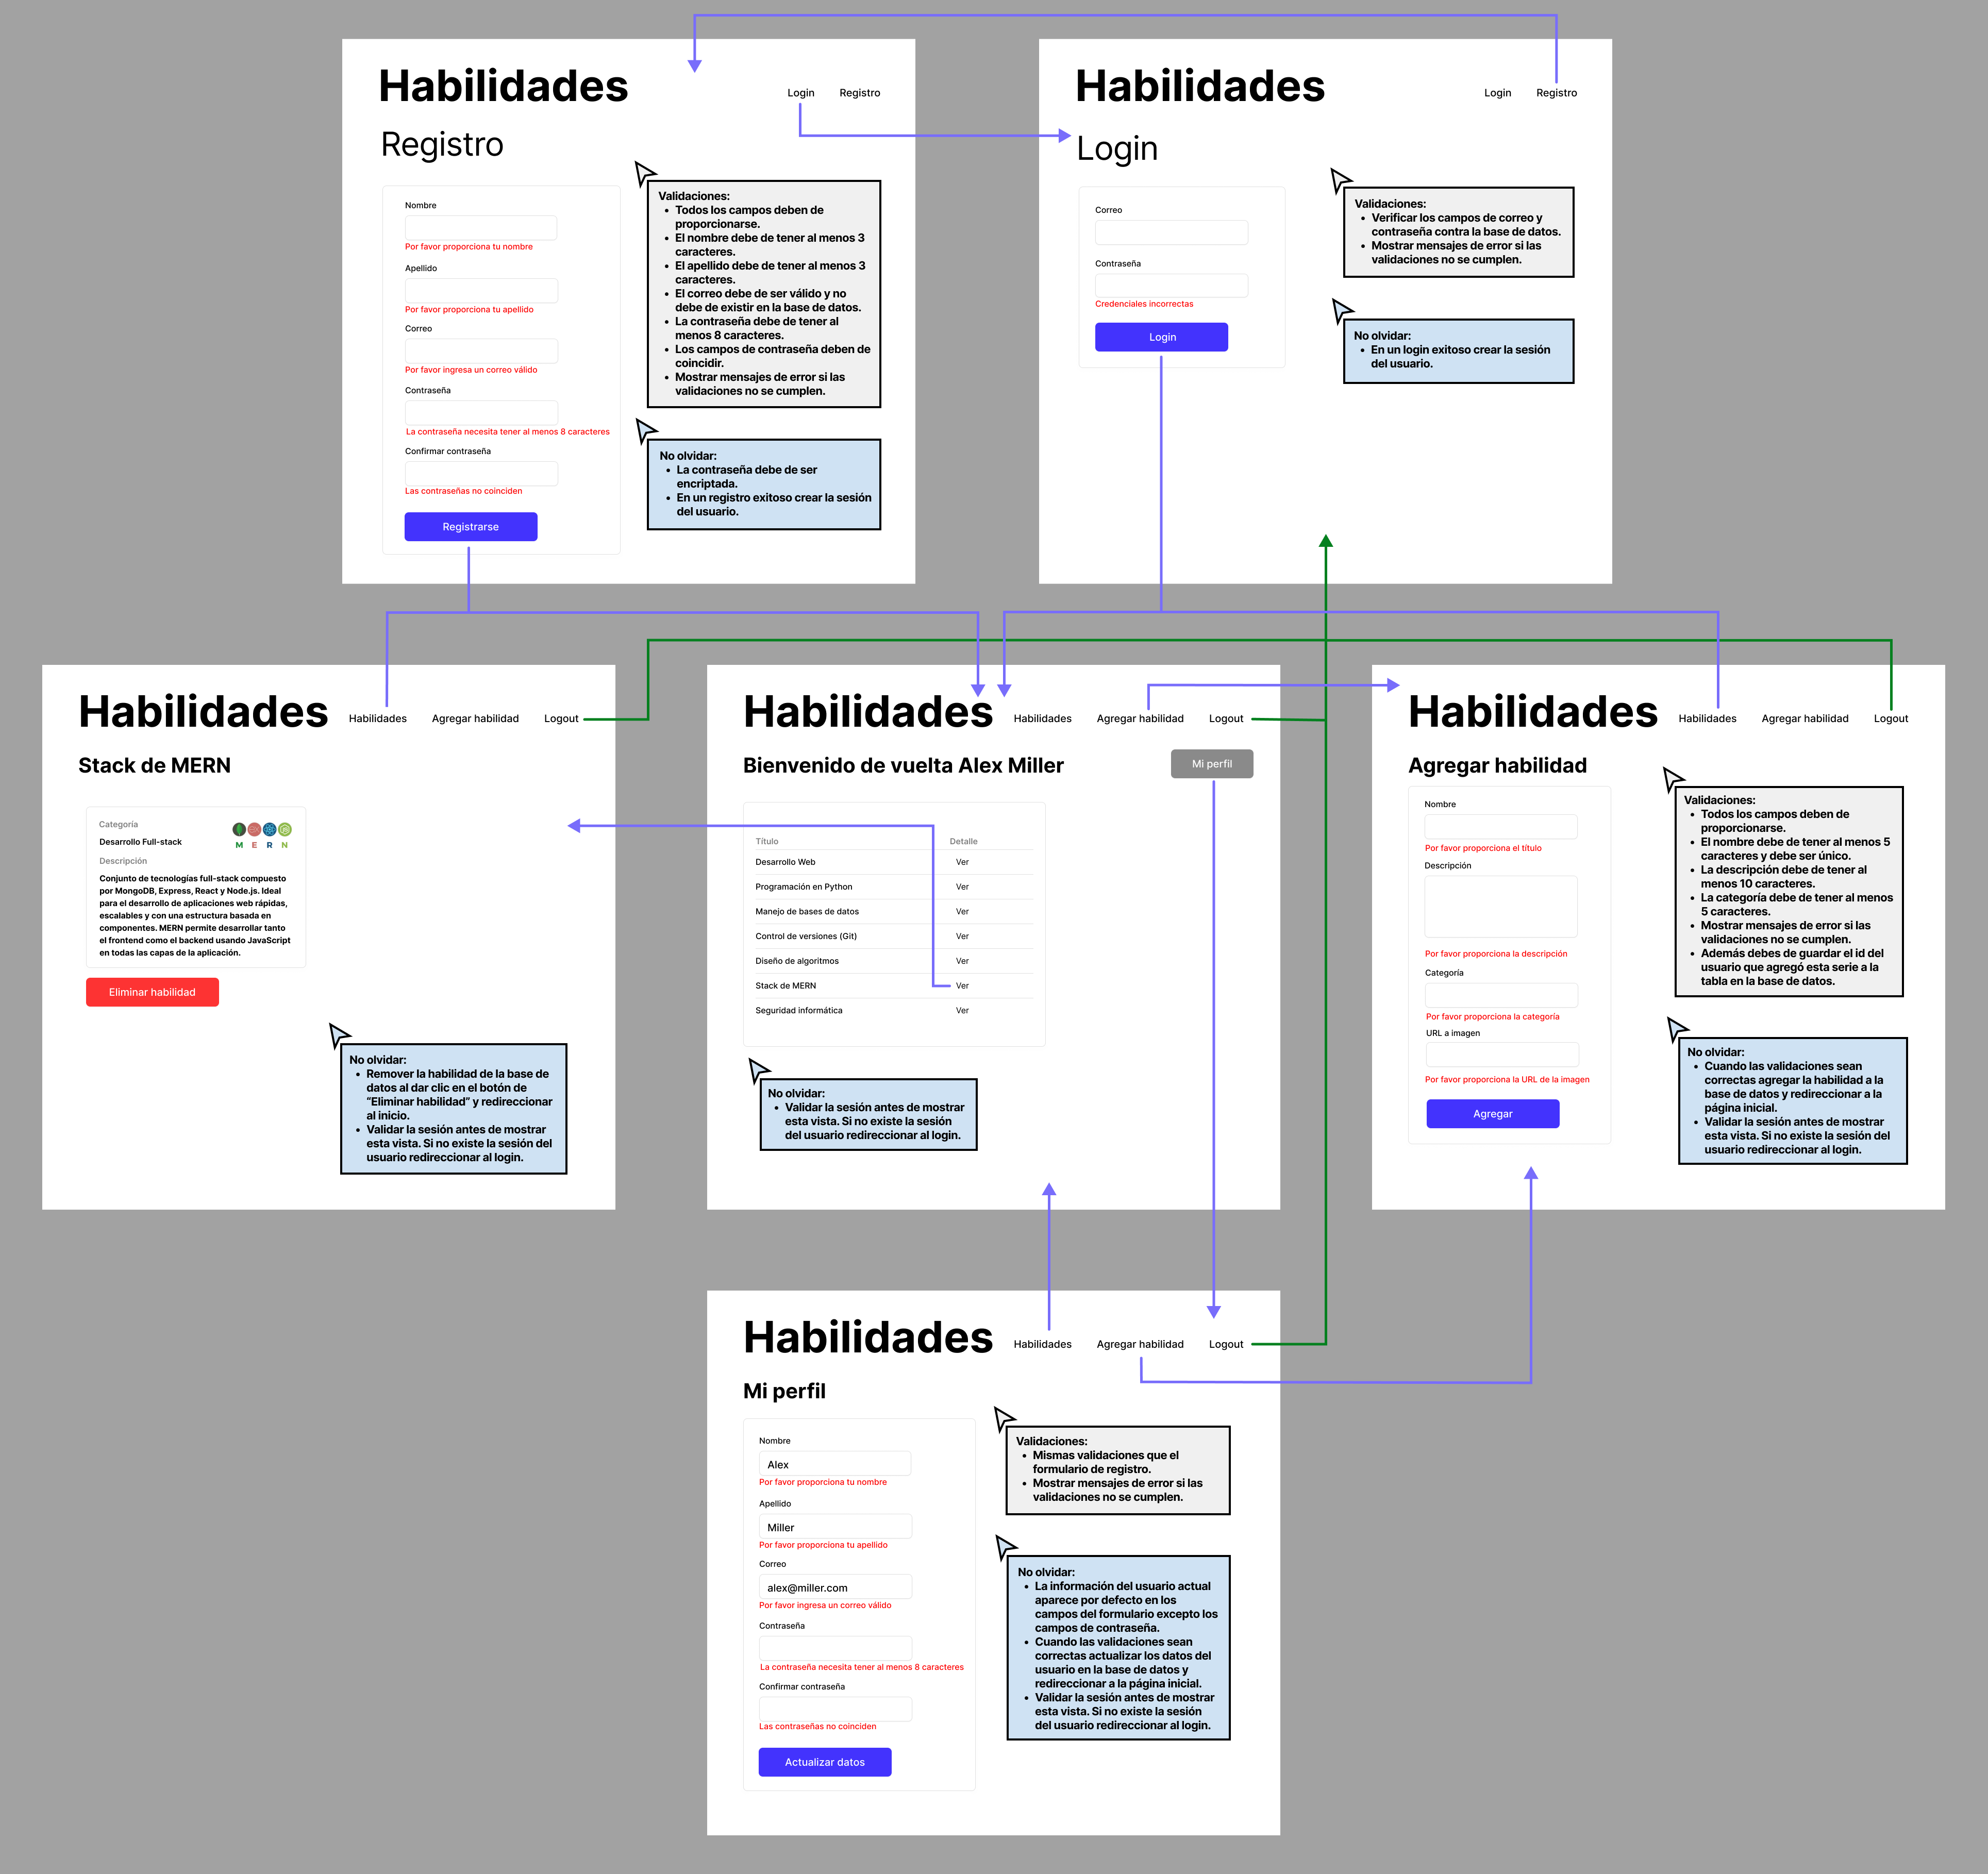 Habilidades
Login
Registro
Registro
Nombre
Por favor proporciona tu nombre
Apellido
Por favor proporciona tu apellido
Correo
Por favor ingresa un correo válido
Contraseña
La contraseña necesita tener al menos 8 caracteres
Confirmar contraseña
Las contraseñas no coinciden
Registrarse
Validaciones:
• Todos los campos deben de
proporcionarse.
• El nombre debe de tener al menos 3
caracteres.
• El apellido debe de tener al menos 3
caracteres.
• El correo debe de ser válido y no
debe de existir en la base de datos.
• La contraseña debe de tener al
menos 8 caracteres.
• Los campos de contraseña deben de
coincidir.
• Mostrar mensajes de error si las
validaciones no se cumplen.
No olvidar:
• La contraseña debe de ser
encriptada.
• En un registro exitoso crear la sesión
del usuario.
Habilidades
Login
Registro
Login
Correo
Contraseña
Credenciales incorrectas
Login
Validaciones:
• Verificar los campos de correo y
contraseña contra la base de datos.
• Mostrar mensajes de error si las
validaciones no se cumplen.
No olvidar:
• En un login exitoso crear la sesión
del usuario.
Habilidades
Habilidades
Agregar habilidad
Logout
Stack de MERN
Categoría
Desarrollo Full-stack
M E R N
Descripción
Conjunto de tecnologías full-stack compuesto
por MongoDB, Express, React y Node.js. Ideal
para el desarrollo de aplicaciones web rápidas,
escalables y con una estructura basada en
componentes. MERN permite desarrollar tanto
el frontend como el backend usando JavaScript
en todas las capas de la aplicación.
Eliminar habilidad
No olvidar:
• Remover la habilidad de la base de
datos al dar clic en el botón de
“Eliminar habilidad” y redireccionar
al inicio.
• Validar la sesión antes de mostrar
esta vista. Si no existe la sesión del
usuario redireccionar al login.
Habilidades
Habilidades
Agregar habilidad
Logout
Bienvenido de vuelta Alex Miller
Mi perfil
Título
Detalle
Desarrollo Web
Ver
Programación en Python
Ver
Manejo de bases de datos
Ver
Control de versiones (Git)
Ver
Diseño de algoritmos
Ver
Stack de MERN
Ver
Seguridad informática
Ver
No olvidar:
• Validar la sesión antes de mostrar
esta vista. Si no existe la sesión
del usuario redireccionar al login.
Habilidades
Habilidades
Agregar habilidad
Logout
Agregar habilidad
Nombre
Por favor proporciona el título
Descripción
Por favor proporciona la descripción
Categoría
Por favor proporciona la categoría
URL a imagen
Por favor proporciona la URL de la imagen
Agregar
Validaciones:
• Todos los campos deben de
proporcionarse.
• El nombre debe de tener al menos 5
caracteres y debe ser único.
• La descripción debe de tener al
menos 10 caracteres.
• La categoría debe de tener al menos
5 caracteres.
• Mostrar mensajes de error si las
validaciones no se cumplen.
• Además debes de guardar el id del
usuario que agregó esta serie a la
tabla en la base de datos.
No olvidar:
• Cuando las validaciones sean
correctas agregar la habilidad a la
base de datos y redireccionar a la
página inicial.
• Validar la sesión antes de mostrar
esta vista. Si no existe la sesión del
usuario redireccionar al login.
Habilidades
Habilidades
Agregar habilidad
Logout
Mi perfil
Nombre
Alex
Por favor proporciona tu nombre
Apellido
Miller
Por favor proporciona tu apellido
Correo
alex@miller.com
Por favor ingresa un correo válido
Contraseña
La contraseña necesita tener al menos 8 caracteres
Confirmar contraseña
Las contraseñas no coinciden
Actualizar datos
Validaciones:
• Mismas validaciones que el
formulario de registro.
• Mostrar mensajes de error si las
validaciones no se cumplen.
No olvidar:
• La información del usuario actual
aparece por defecto en los
campos del formulario excepto los
campos de contraseña.
• Cuando las validaciones sean
correctas actualizar los datos del
usuario en la base de datos y
redireccionar a la página inicial.
• Validar la sesión antes de mostrar
esta vista. Si no existe la sesión
del usuario redireccionar al login.